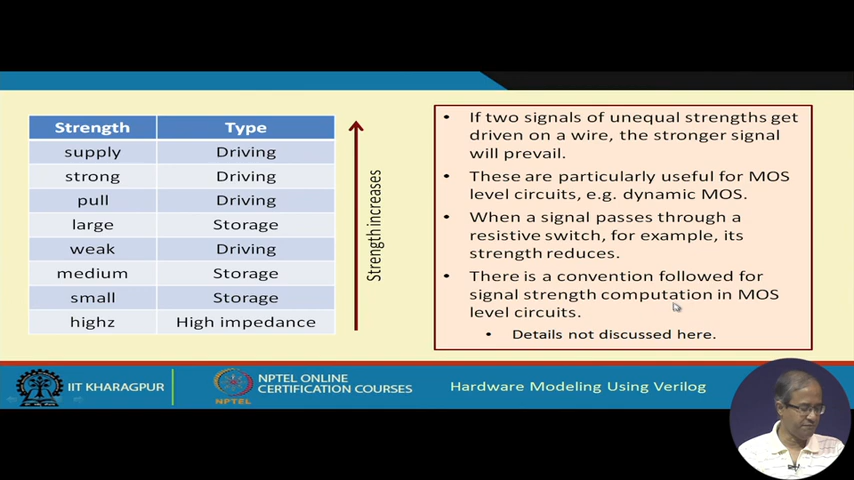 Strength Type
supply Driving
strong Driving
pull Driving
large Storage
weak Driving
medium Storage
small Storage
highz High impedance
Strength increases
• If two signals of unequal strengths get
driven on a wire, the stronger signal
will prevail.
• These are particularly useful for MOS
level circuits, e.g. dynamic MOS.
• When a signal passes through a
resistive switch, for example, its
strength reduces.
• There is a convention followed for
signal strength computation in MOS
level circuits.
• Details not discussed here.
IIT KHARAGPUR
NPTEL
NPTEL ONLINE
CERTIFICATION COURSES
Hardware Modeling Using Verilog